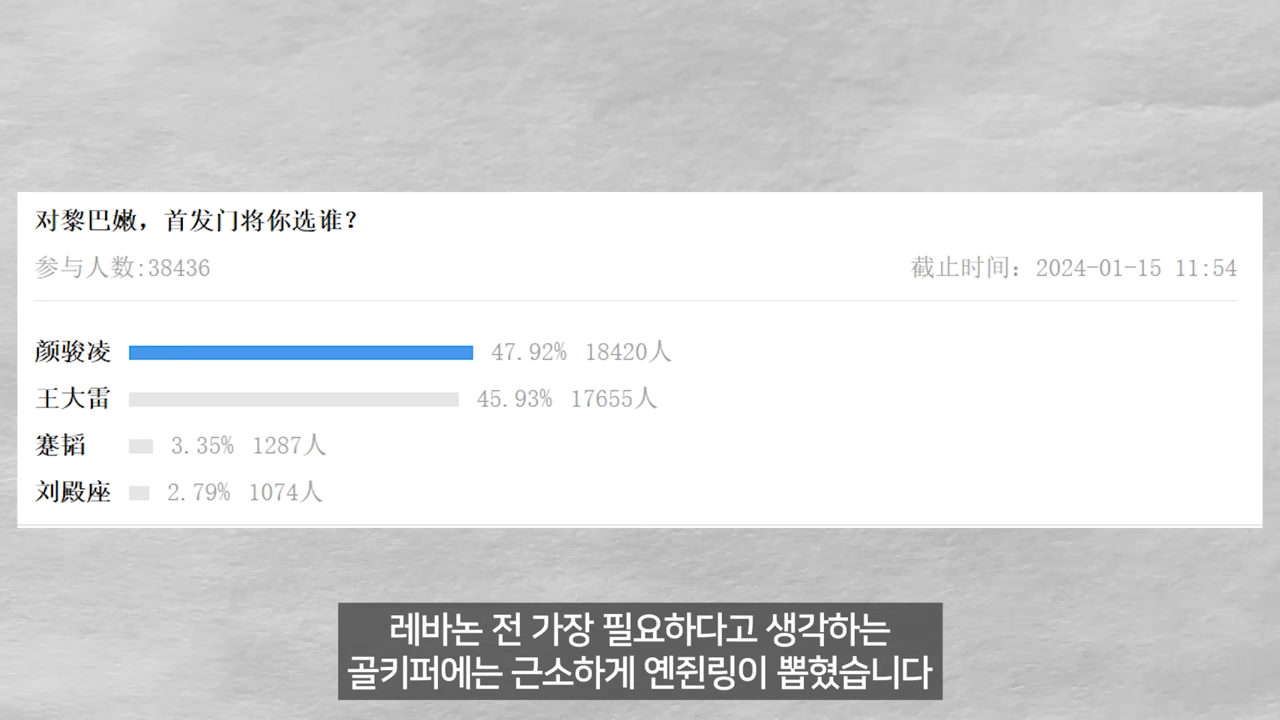 对黎巴嫩，首发门将你选谁？
参与人数:38436
截止时间：2024-01-15 11:54
颜骏凌 47.92% 18420人
王大雷 45.93% 17655人
蹇韬 3.35% 1287人
刘殿座 2.79% 1074人
레바논 전 가장 필요하다고 생각하는
골키퍼에는 근소하게 옌쥔링이 뽑혔습니다